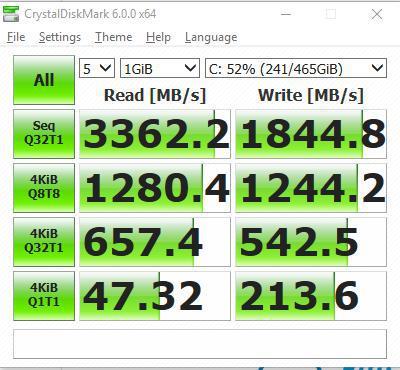 CrystalDiskMark 6.0.0 x64
File Settings Theme Help Language
All 5 1GiB C: 52% (241/465GiB)
Read [MB/s] Write [MB/s]
Seq Q32T1 3362.2 1844.8
4KiB Q8T8 1280.4 1244.2
4KiB Q32T1 657.4 542.5
4KiB Q1T1 47.32 213.6